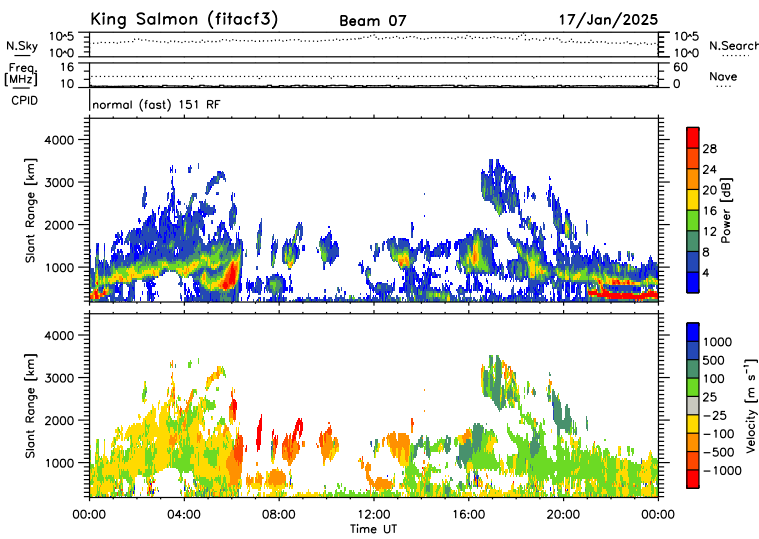 King Salmon (fitacf3) Beam 07 17/Jan/2025
N.Sky 10^5 10^0 10^5 10^0 N.Search
Freq. [MHz] 16 10 60 0 Nave
CPID normal (fast) 151 RF
Slant Range [km] 4000 3000 2000 1000
Power [dB] 28 24 20 16 12 8 4
Slant Range [km] 4000 3000 2000 1000
Velocity [m s⁻¹] 1000 500 100 25 −25 −100 −500 −1000
00:00 04:00 08:00 12:00 16:00 20:00 00:00
Time UT